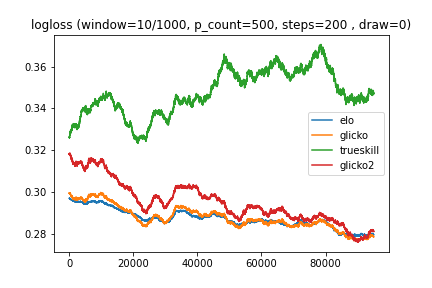 logloss (window=10/1000, p_count=500, steps=200 , draw=0)
0.36
0.34
0.32
0.30
0.28
elo
glicko
trueskill
glicko2
0 20000 40000 60000 80000